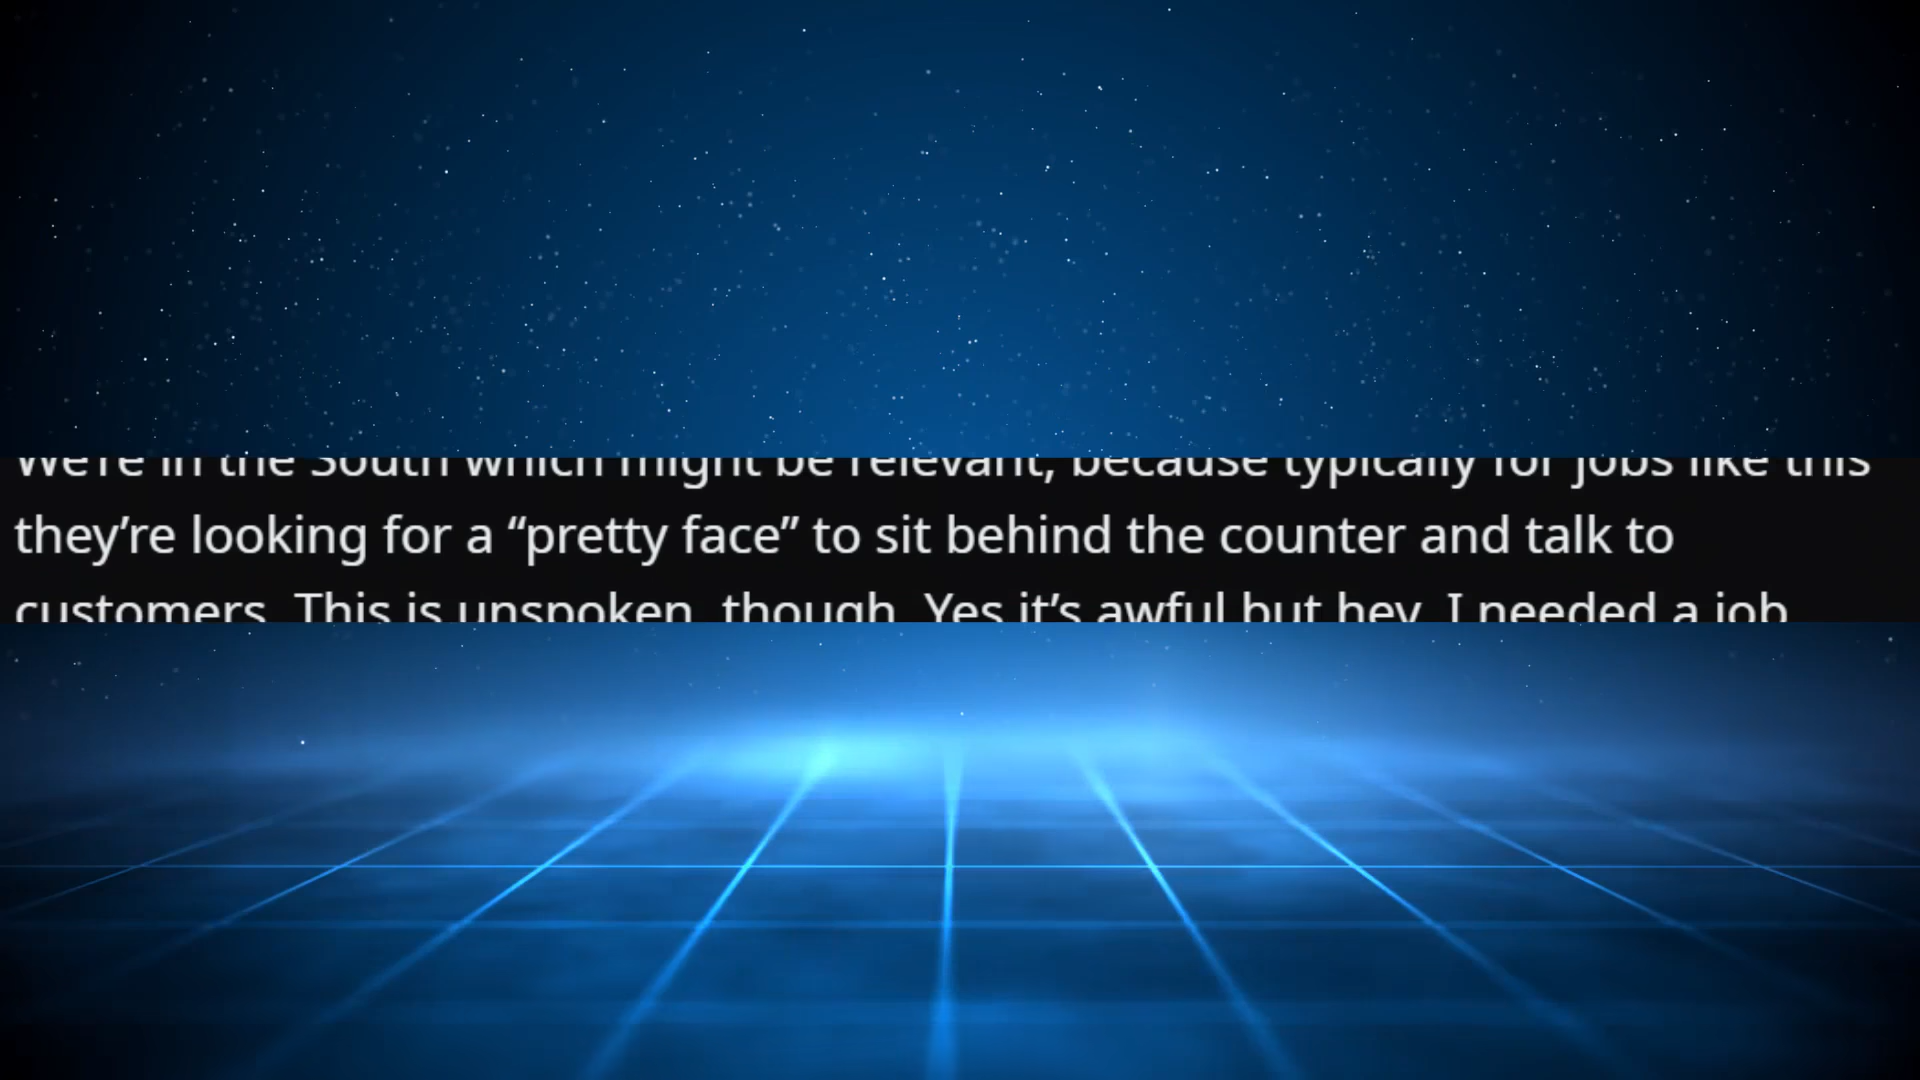 We're in the South which might be relevant, because typically for jobs like this
they’re looking for a “pretty face” to sit behind the counter and talk to
customers. This is unspoken, though. Yes it’s awful but hey, I needed a job